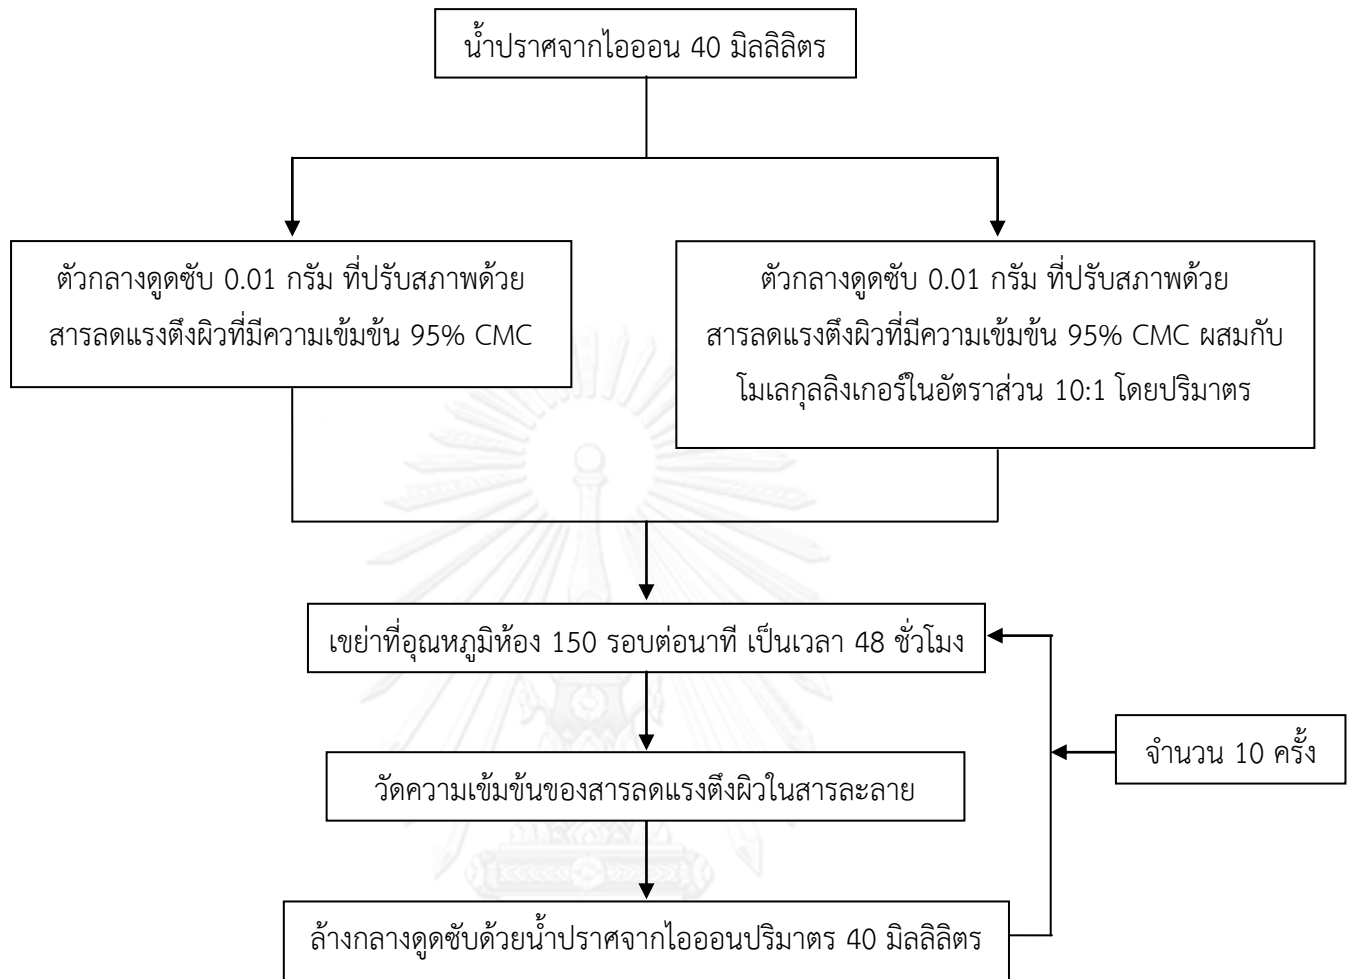 น้ำปราศจากไอออน 40 มิลลิลิตร
ตัวกลางดูดซับ 0.01 กรัม ที่ปรับสภาพด้วย
สารลดแรงตึงผิวที่มีความเข้มข้น 95% CMC
ตัวกลางดูดซับ 0.01 กรัม ที่ปรับสภาพด้วย
สารลดแรงตึงผิวที่มีความเข้มข้น 95% CMC ผสมกับ
โมเลกุลลิงเกอร์ในอัตราส่วน 10:1 โดยปริมาตร
เขย่าที่อุณหภูมิห้อง 150 รอบต่อนาที เป็นเวลา 48 ชั่วโมง
จำนวน 10 ครั้ง
วัดความเข้มข้นของสารลดแรงตึงผิวในสารละลาย
ล้างกลางดูดซับด้วยน้ำปราศจากไอออนปริมาตร 40 มิลลิลิตร